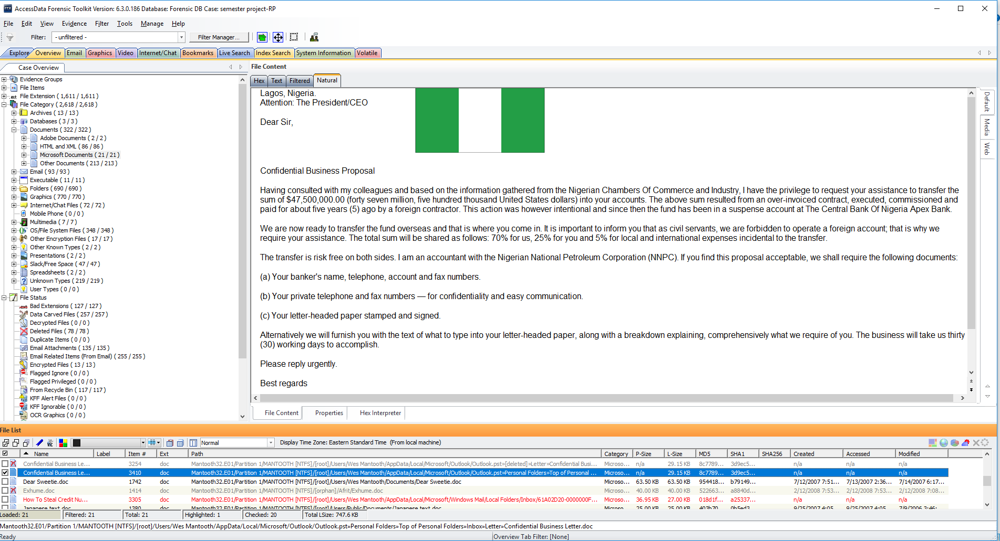 AccessData Forensic Toolkit Version: 6.3.0.186 Database: Forensic DB Case: semester project-RP
File Edit View Evidence Filter Tools Manage Help
Filter: - unfiltered - Filter Manager...
Explore Overview Email Graphics Video Internet/Chat Bookmarks Live Search Index Search System Information Volatile
Case Overview
Evidence Groups
File Items
File Extension ( 1,611 / 1,611 )
File Category ( 2,618 / 2,618 )
Archives ( 13 / 13 )
Databases ( 3 / 3 )
Documents ( 322 / 322 )
Adobe Documents ( 2 / 2 )
HTML and XML ( 86 / 86 )
Microsoft Documents ( 21 / 21 )
Other Documents ( 213 / 213 )
Email ( 93 / 93 )
Executable ( 11 / 11 )
Folders ( 690 / 690 )
Graphics ( 770 / 770 )
Internet/Chat Files ( 72 / 72 )
Mobile Phone ( 0 / 0 )
Multimedia ( 7 / 7 )
OS/File System Files ( 348 / 348 )
Other Encryption Files ( 17 / 17 )
Other Known Types ( 2 / 2 )
Presentations ( 2 / 2 )
Slack/Free Space ( 47 / 47 )
Spreadsheets ( 2 / 2 )
Unknown Types ( 219 / 219 )
User Types ( 0 / 0 )
File Status
Bad Extensions ( 127 / 127 )
Data Carved Files ( 257 / 257 )
Decrypted Files ( 0 / 0 )
Deleted Files ( 78 / 78 )
Duplicate Items ( 0 / 0 )
Email Attachments ( 135 / 135 )
Email Related Items (From Email) ( 255 / 255 )
Encrypted Files ( 13 / 13 )
Flagged Ignore ( 0 / 0 )
Flagged Privileged ( 0 / 0 )
From Recycle Bin ( 117 / 117 )
KFF Alert Files ( 0 / 0 )
KFF Ignorable ( 0 / 0 )
OCR Graphics ( 0 / 0 )
File Content
Hex Text Filtered Natural
Lagos, Nigeria.
Attention: The President/CEO
Dear Sir,
Confidential Business Proposal
Having consulted with my colleagues and based on the information gathered from the Nigerian Chambers Of Commerce and Industry, I have the privilege to request your assistance to transfer the
sum of $47,500,000.00 (forty seven million, five hundred thousand United States dollars) into your accounts. The above sum resulted from an over-invoiced contract, executed, commissioned and
paid for about five years (5) ago by a foreign contractor. This action was however intentional and since then the fund has been in a suspense account at The Central Bank Of Nigeria Apex Bank.
We are now ready to transfer the fund overseas and that is where you come in. It is important to inform you that as civil servants, we are forbidden to operate a foreign account; that is why we
require your assistance. The total sum will be shared as follows: 70% for us, 25% for you and 5% for local and international expenses incidental to the transfer.
The transfer is risk free on both sides. I am an accountant with the Nigerian National Petroleum Corporation (NNPC). If you find this proposal acceptable, we shall require the following documents:
(a) Your banker's name, telephone, account and fax numbers.
(b) Your private telephone and fax numbers — for confidentiality and easy communication.
(c) Your letter-headed paper stamped and signed.
Alternatively we will furnish you with the text of what to type into your letter-headed paper, along with a breakdown explaining, comprehensively what we require of you. The business will take us thirty
(30) working days to accomplish.
Please reply urgently.
Best regards
Default
Media
Web
File Content Properties Hex Interpreter
File List
Normal Display Time Zone: Eastern Standard Time (From local machine)
Name Label Item # Ext Path Category P-Size L-Size MD5 SHA1 SHA256 Created Accessed Modified
Confidential Business Le... 3254 doc Mantooth32.E01/Partition 1/MANTOOTH [NTFS]/[root]/Users/Wes Mantooth/AppData/Local/Microsoft/Outlook/Outlook.pst»[deleted]»Letter»Confidential Busi... Microso... n/a 29.15 KB 8c7789... 3d9ec5... n/a n/a n/a
Confidential Business Le... 3410 doc Mantooth32.E01/Partition 1/MANTOOTH [NTFS]/[root]/Users/Wes Mantooth/AppData/Local/Microsoft/Outlook/Outlook.pst»Personal Folders»Top of Personal ... Microso... n/a 29.15 KB 8c7789... 3d9ec5... n/a n/a n/a
Dear Sweetie.doc 1742 doc Mantooth32.E01/Partition 1/MANTOOTH [NTFS]/[root]/Users/Wes Mantooth/Documents/Dear Sweetie.doc Microso... 63.50 KB 63.50 KB 954418... b79149... 7/12/2007 7:51... 7/13/2007 2:36... 7/14/2007 6:17...
Exhume.doc 1414 doc Mantooth32.E01/Partition 1/MANTOOTH [NTFS]/[orphan]/Afrit/Exhume.doc Microso... 40.00 KB 40.00 KB 522663... a8840d... 2/12/2008 7:53... 2/12/2008 7:53... 2/12/2008 7:08...
How To Steal Credit Nu... 3305 doc Mantooth32.E01/Partition 1/MANTOOTH [NTFS]/[root]/Users/Wes Mantooth/AppData/Local/Microsoft/Windows Mail/Local Folders/Inbox/61A02D20-0000000F... Microso... 36.95 KB 27.00 KB 018d1f... a25337... n/a n/a n/a
Japanese text.doc 1380 doc Mantooth32.E01/Partition 1/MANTOOTH [NTFS]/[root]/Users/Public/Documents/Japanese text.doc Microso... 25.00 KB 25.00 KB 403b70... 0b5ed3... 9/25/2007 4:05... 9/25/2007 4:05... 7/9/2006 3:46...
Loaded: 21 Filtered: 21 Total: 21 Highlighted: 1 Checked: 20 Total LSize: 747.6 KB
Mantooth32.E01/Partition 1/MANTOOTH [NTFS]/[root]/Users/Wes Mantooth/AppData/Local/Microsoft/Outlook/Outlook.pst»Personal Folders»Top of Personal Folders»Inbox»Letter»Confidential Business Letter.doc
Ready Overview Tab Filter: [None]